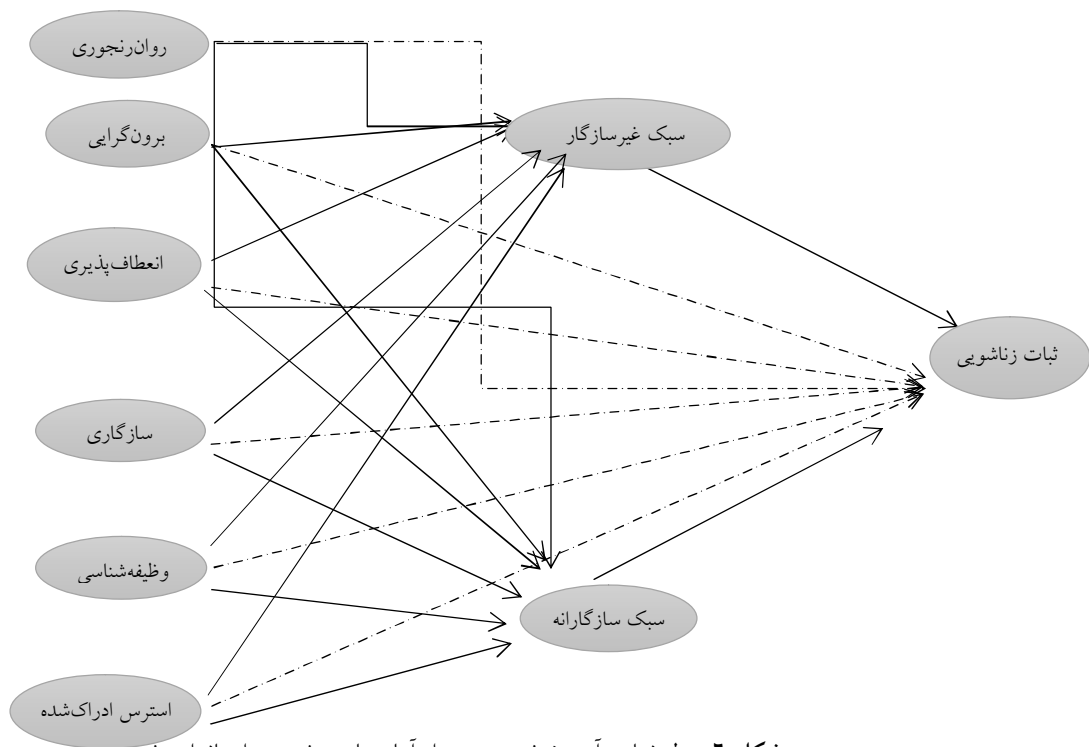 روان‌رنجوری
برون‌گرایی
انعطاف‌پذیری
سازگاری
وظیفه‌شناسی
استرس ادراک‌شده
سبک غیرسازگار
سبک سازگارانه
ثبات زناشویی